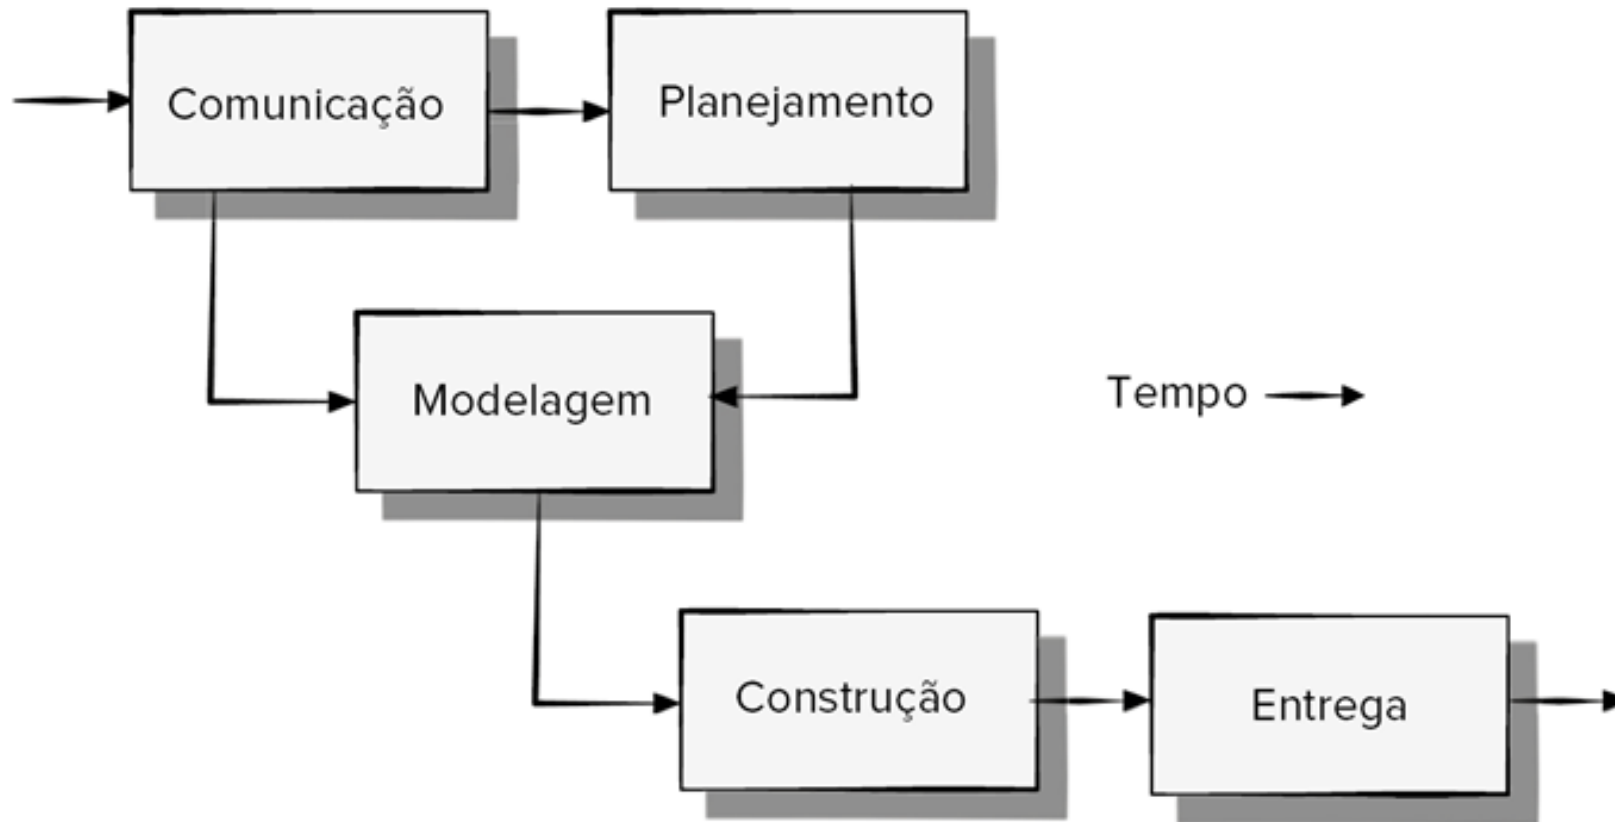 Comunicação
Planejamento
Modelagem
Tempo
Construção
Entrega